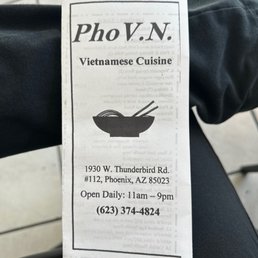 Pho V.N.
Vietnamese Cuisine
1930 W. Thunderbird Rd.
#112, Phoenix, AZ 85023
Open Daily: 11am ~ 9pm
(623) 374-4824